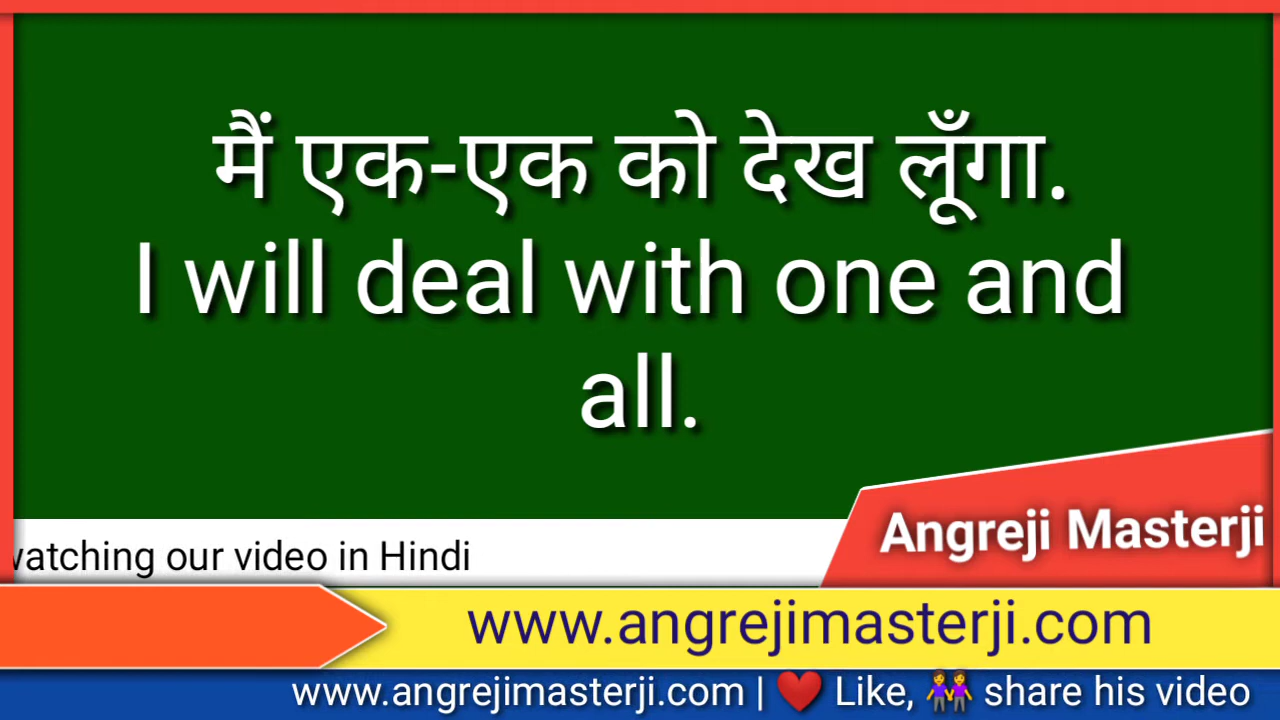 मैं एक-एक को देख लूँगा.
I will deal with one and
all.
Angreji Masterji
watching our video in Hindi
www.angrejimasterji.com
www.angrejimasterji.com | ❤️ Like, 👭 share his video